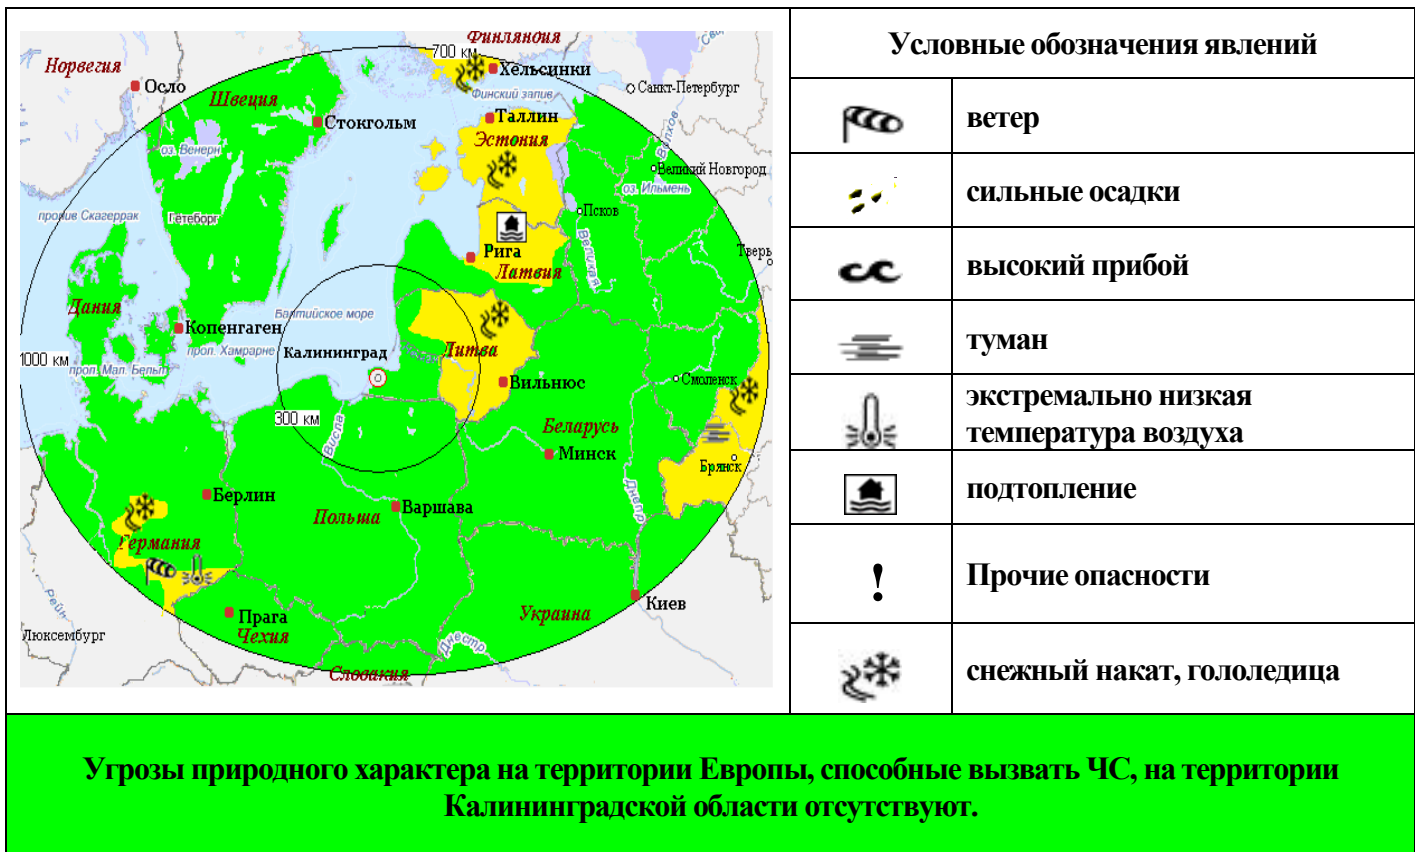 Финляндия
700 км
Норвегия
Хельсинки
Осло
Швеция
Финский залив
Санкт-Петербург
Таллин
Стокгольм
Эстония
Волхов
оз. Венерн
Великий Новгород
оз. Ильмень
пролив Скагеррак
Гетеборг
Псков
Великая
Рига
Тверь
Латвия
Дания
Балтийское море
Копенгаген
прол. Хамрарне
Калининград
Литва
1000 км
прол. Мал. Бельт
Вильнюс
Смоленск
300 км
Висла
Беларусь
Минск
Брянск
Берлин
Днепр
Варшава
Польша
Германия
Рейн
Киев
Прага
Украина
Люксембург
Чехия
Днестр
Словакия
Условные обозначения явлений
ветер
сильные осадки
высокий прибой
туман
экстремально низкая
температура воздуха
подтопление
!
Прочие опасности
снежный накат, гололедица
Угрозы природного характера на территории Европы, способные вызвать ЧС, на территории
Калининградской области отсутствуют.